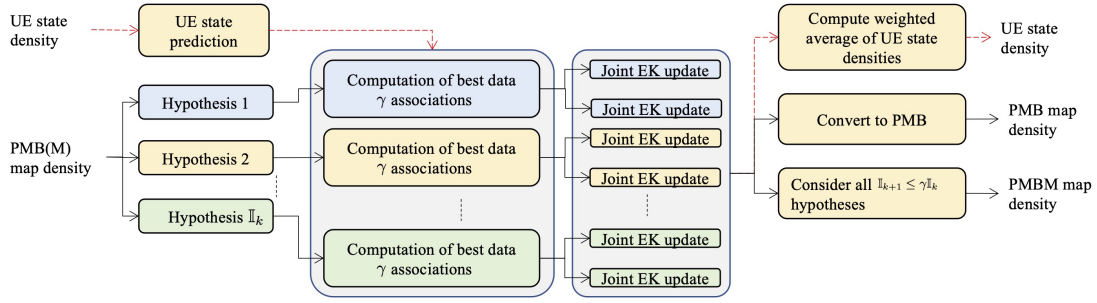 UE state
density
UE state
prediction
PMB(M)
map density
Hypothesis 1
Hypothesis 2
Hypothesis 𝕀ₖ
Computation of best data
γ associations
Computation of best data
γ associations
Computation of best data
γ associations
Joint EK update
Joint EK update
Joint EK update
Joint EK update
Joint EK update
Joint EK update
Compute weighted
average of UE state
densities
UE state
density
Convert to PMB
PMB map
density
Consider all 𝕀ₖ₊₁ ≤ γ𝕀ₖ
hypotheses
PMBM map
density